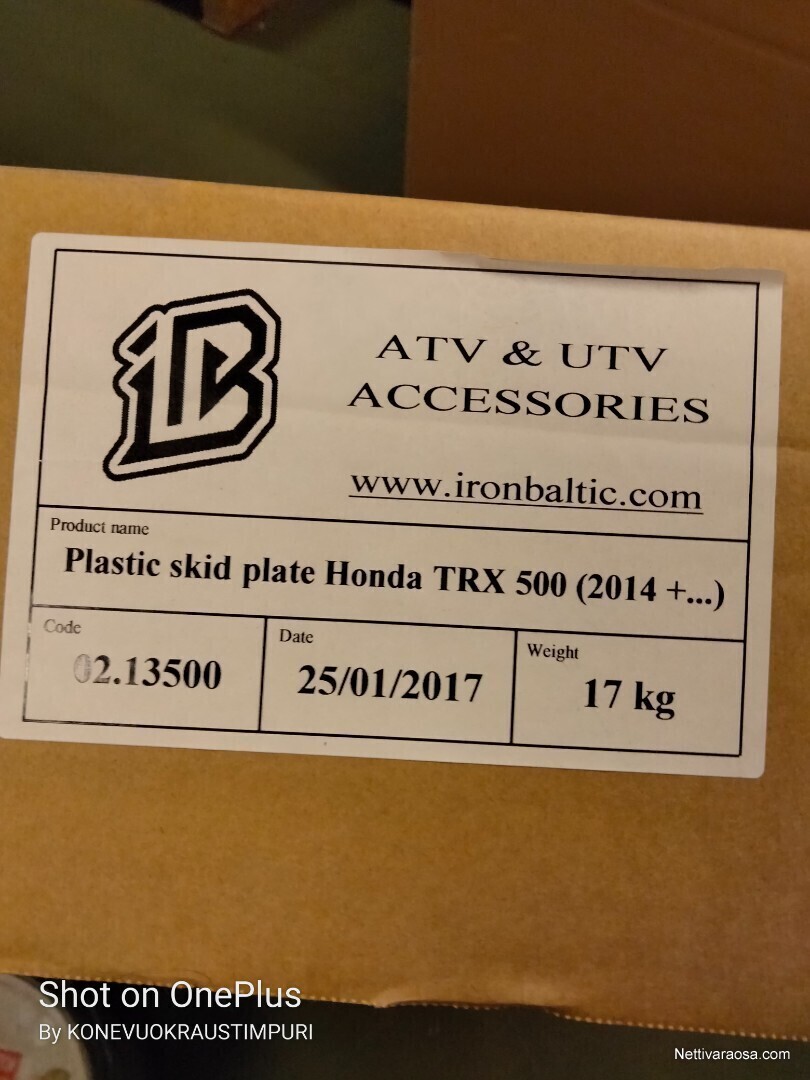 IB
ATV & UTV
ACCESSORIES
www.ironbaltic.com
Product name
Plastic skid plate Honda TRX 500 (2014 +...)
Code
02.13500
Date
25/01/2017
Weight
17 kg
Shot on OnePlus
By KONEVUOKRAUSTIMPURI
Nettivaraosa.com